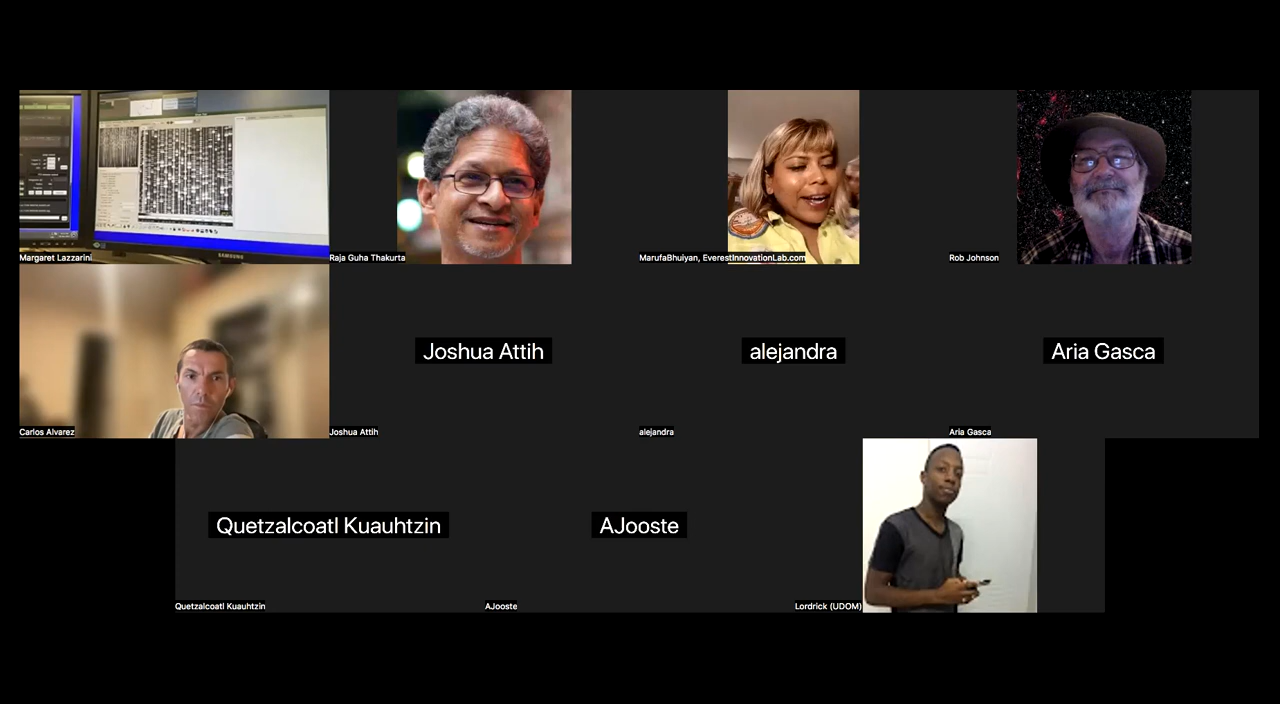 SAMSUNG
Margaret Lazzarini
Raja Guha Thakurta
MarufaBhuiyan, EverestInnovationLab.com
Rob Johnson
Carlos Alvarez
Joshua Attih
Joshua Attih
alejandra
alejandra
Aria Gasca
Aria Gasca
Quetzalcoatl Kuauhtzin
Quetzalcoatl Kuauhtzin
AJooste
AJooste
Lordrick (UDOM)